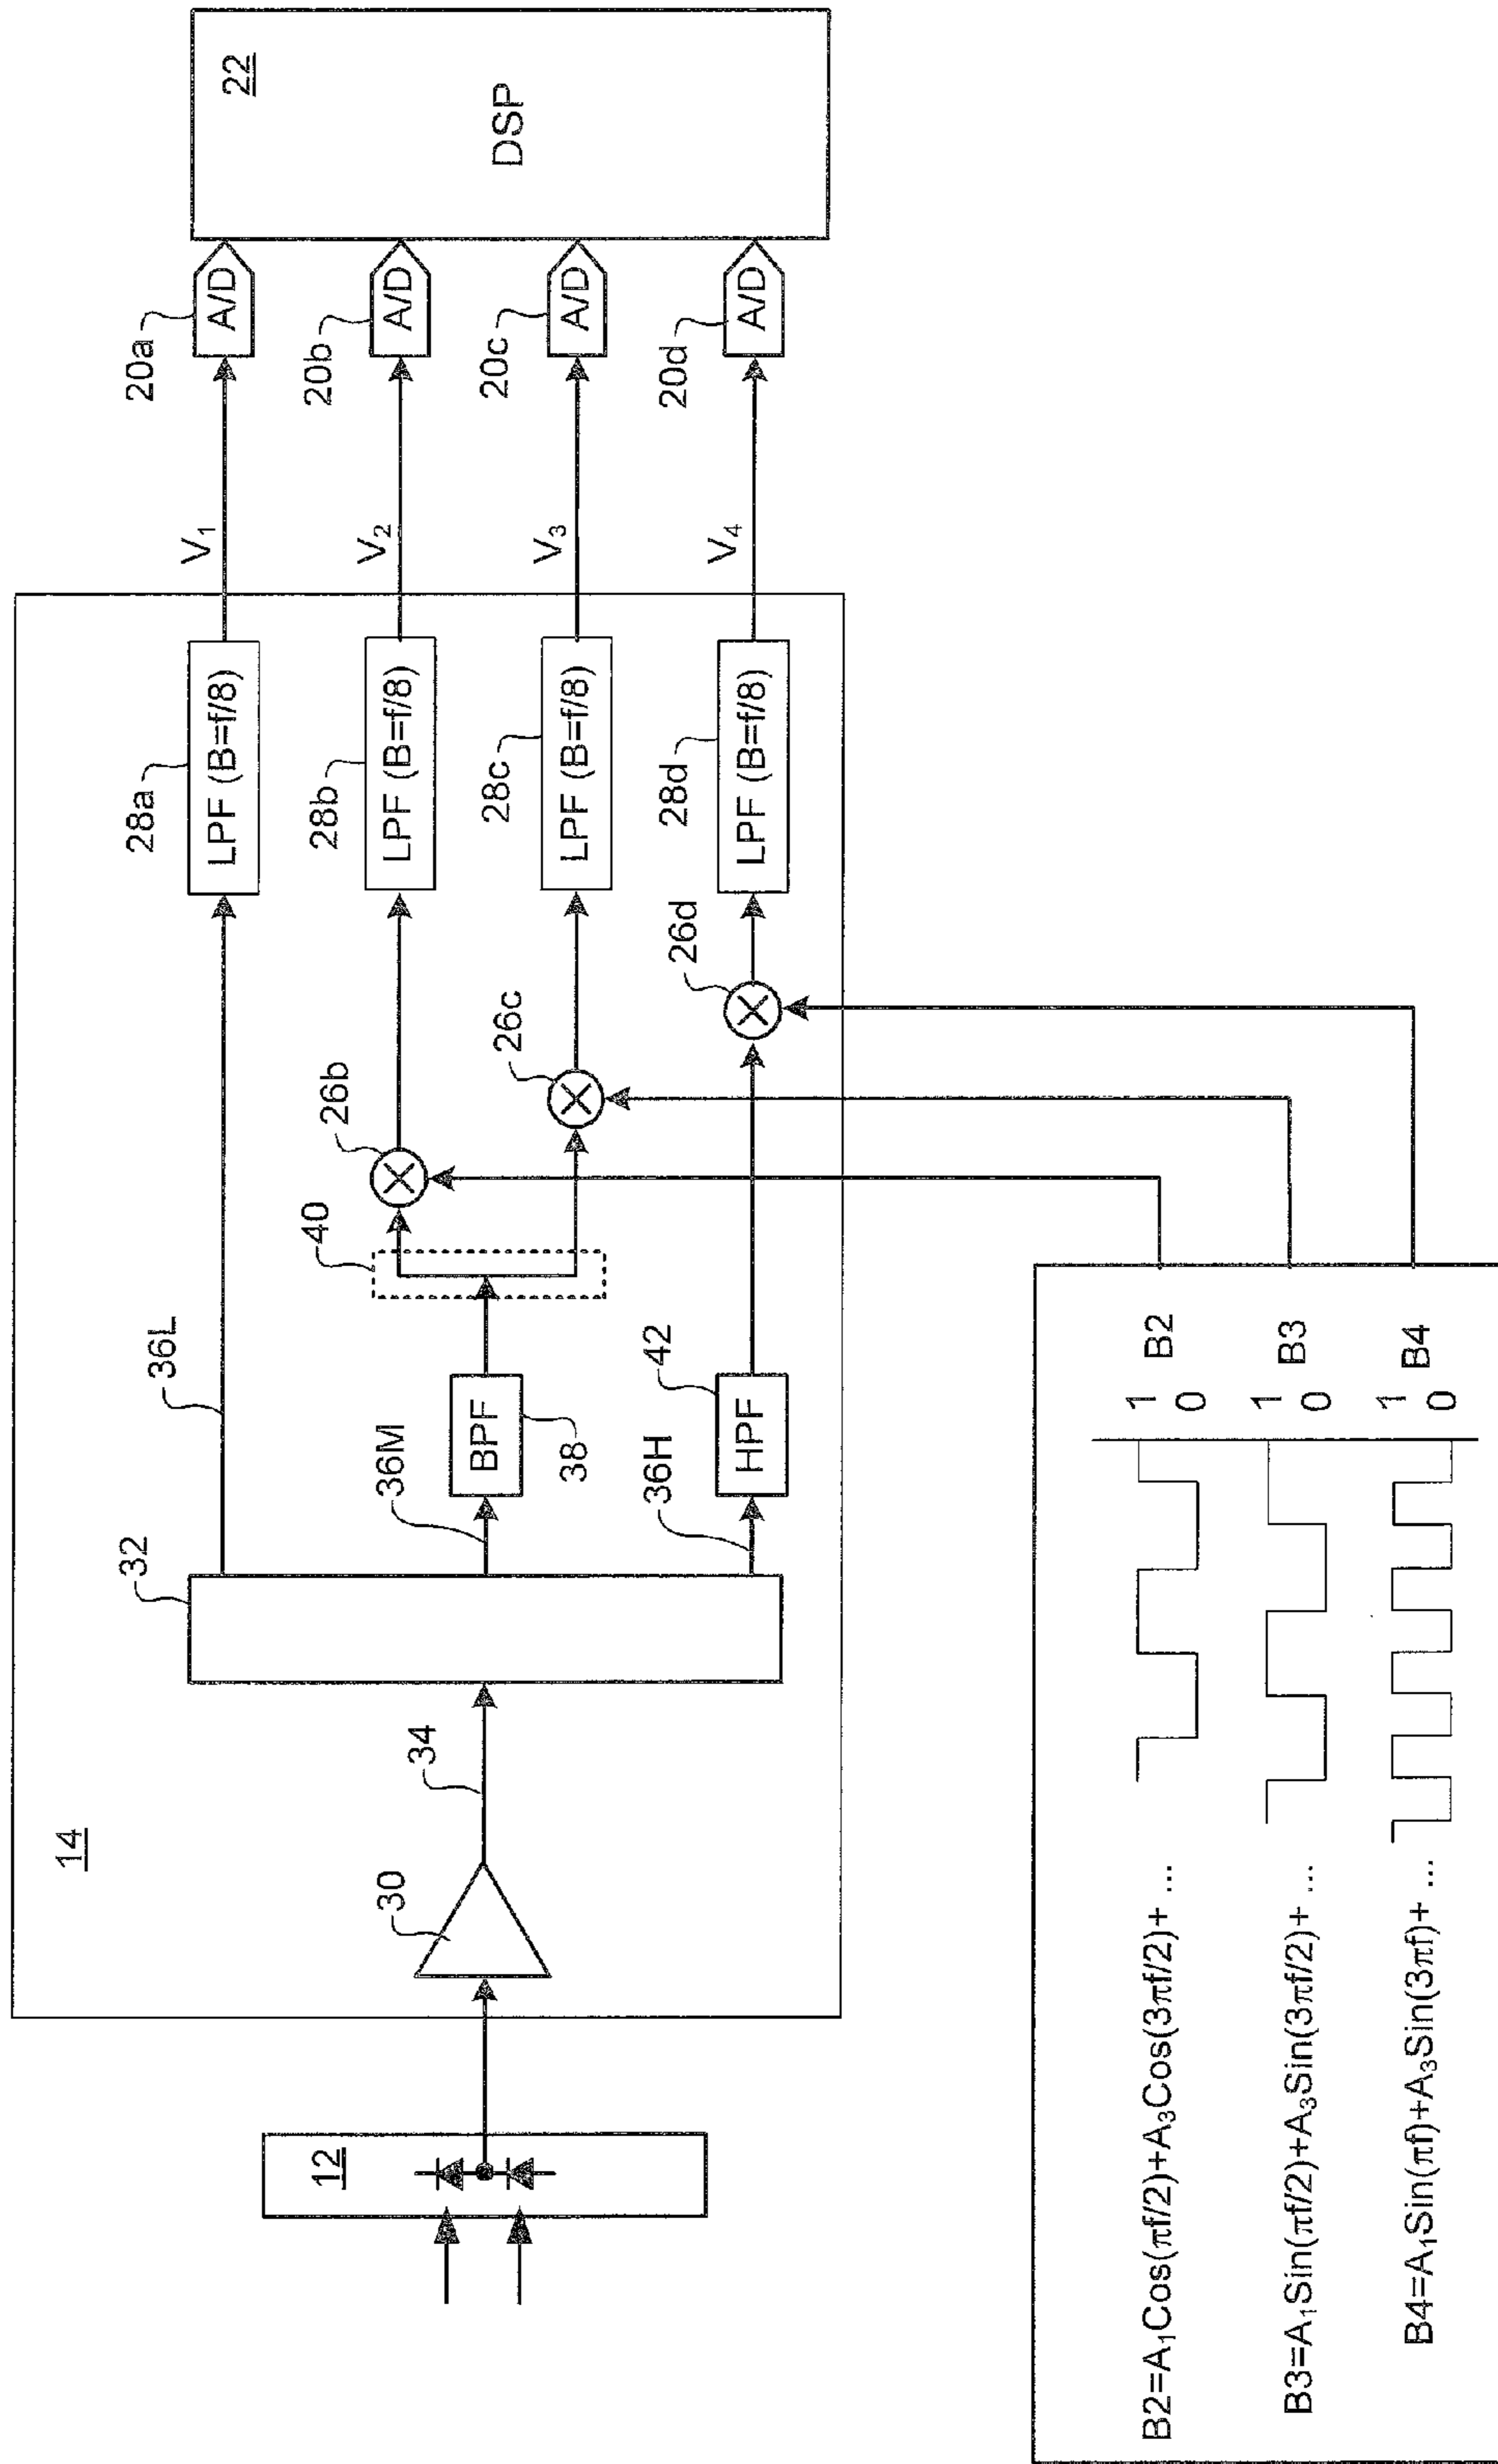 12
14
30
34
32
36L
36M
36H
BPF
38
HPF
42
40
26b
26c
26d
28a
LPF (B=f/8)
28b
LPF (B=f/8)
28c
LPF (B=f/8)
28d
LPF (B=f/8)
V₁
V₂
V₃
V₄
20a
A/D
20b
A/D
20c
A/D
20d
A/D
22
DSP
B2=A₁Cos(πf/2)+A₃Cos(3πf/2)+ ...
1
0
B2
B3=A₁Sin(πf/2)+A₃Sin(3πf/2)+ ...
1
0
B3
B4=A₁Sin(πf)+A₃Sin(3πf)+ ...
1
0
B4